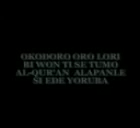 OKODORO ORO LORI
BI WON TI SE TUMO
AL-QUR'AN ALAPANLE
SI EDE YORUBA